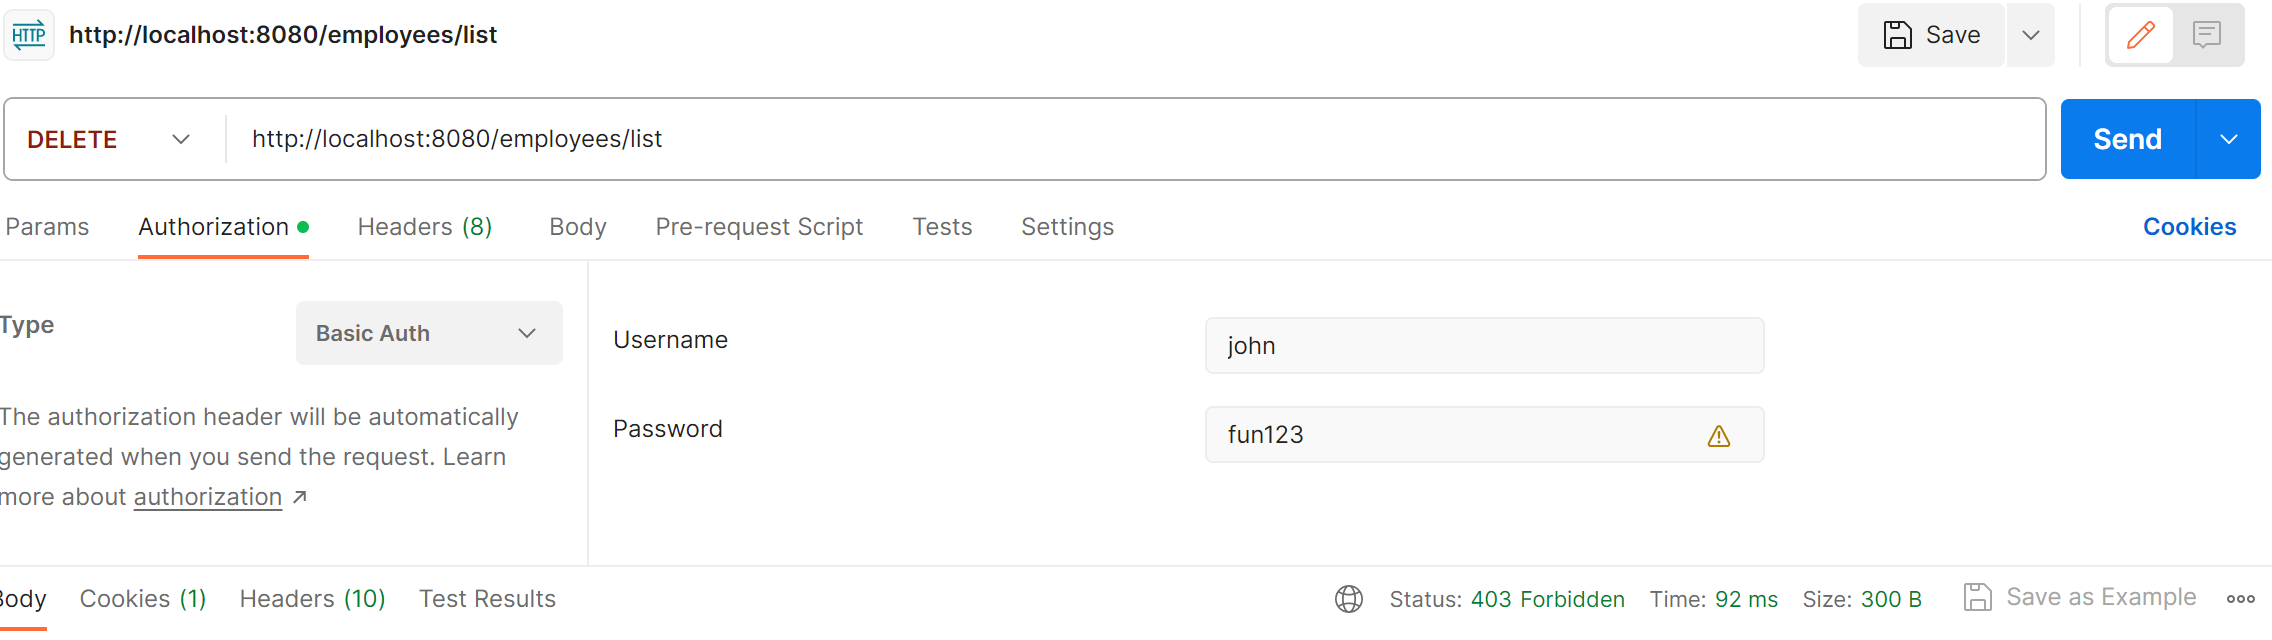 HTTP http://localhost:8080/employees/list Save
DELETE http://localhost:8080/employees/list Send
Params Authorization Headers (8) Body Pre-request Script Tests Settings Cookies
Type Basic Auth
The authorization header will be automatically
generated when you send the request. Learn
more about authorization ↗
Username john
Password fun123
Body Cookies (1) Headers (10) Test Results Status: 403 Forbidden Time: 92 ms Size: 300 B Save as Example